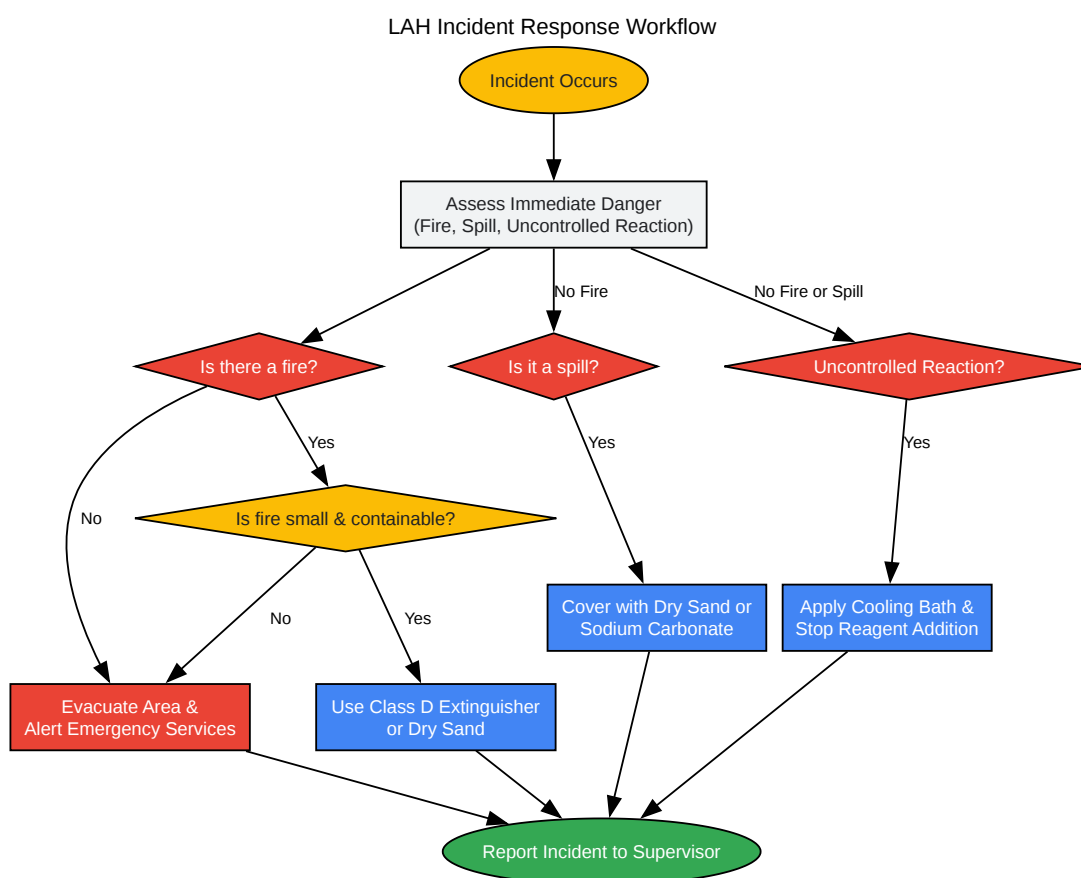 LAH Incident Response Workflow
Incident Occurs
Assess Immediate Danger
(Fire, Spill, Uncontrolled Reaction)
No Fire
No Fire or Spill
Is there a fire?
Is it a spill?
Uncontrolled Reaction?
Yes
Yes
Yes
No
Is fire small & containable?
No
Yes
Cover with Dry Sand or
Sodium Carbonate
Apply Cooling Bath &
Stop Reagent Addition
Evacuate Area &
Alert Emergency Services
Use Class D Extinguisher
or Dry Sand
Report Incident to Supervisor